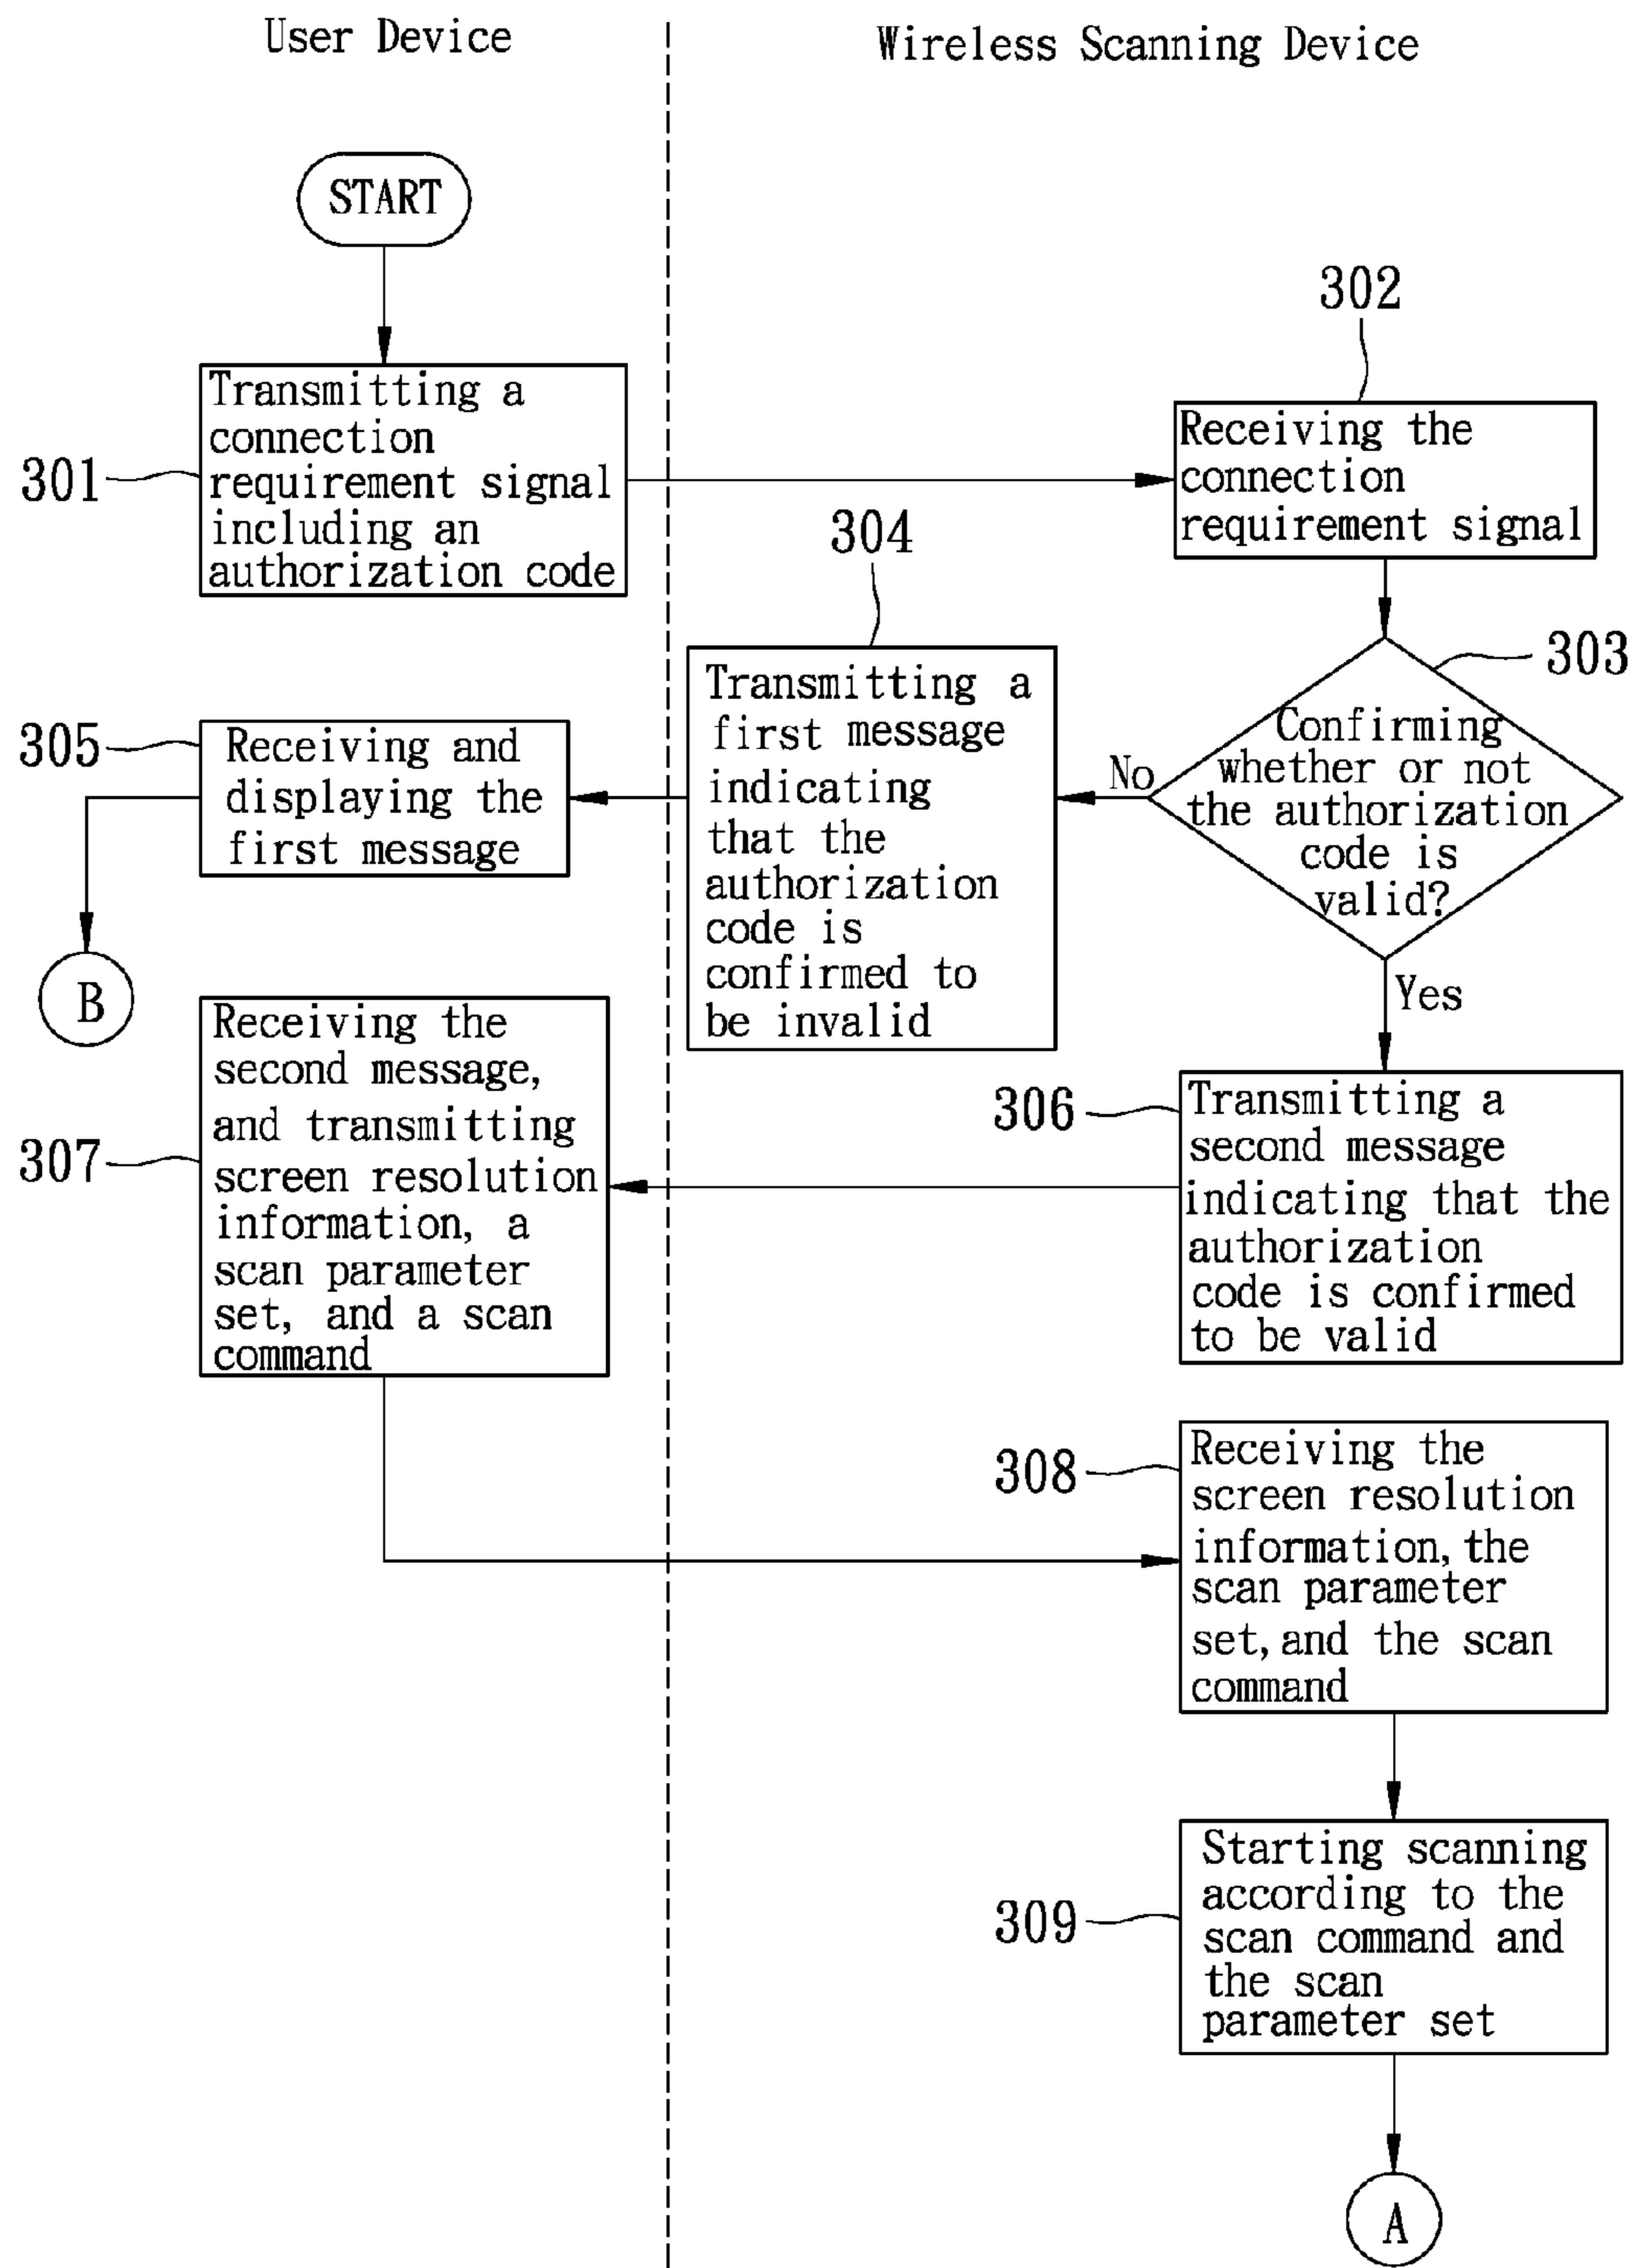 User Device
Wireless Scanning Device
START
302
Transmitting a
connection
requirement signal
including an
authorization code
301
Receiving the
connection
requirement signal
304
303
Transmitting a
first message
indicating
that the
authorization
code is
confirmed to
be invalid
Confirming
whether or not
the authorization
code is
valid?
No
Yes
305
Receiving and
displaying the
first message
B
307
Receiving the
second message,
and transmitting
screen resolution
information, a
scan parameter
set, and a scan
command
306
Transmitting a
second message
indicating that the
authorization
code is confirmed
to be valid
308
Receiving the
screen resolution
information, the
scan parameter
set, and the scan
command
309
Starting scanning
according to the
scan command and
the scan
parameter set
A